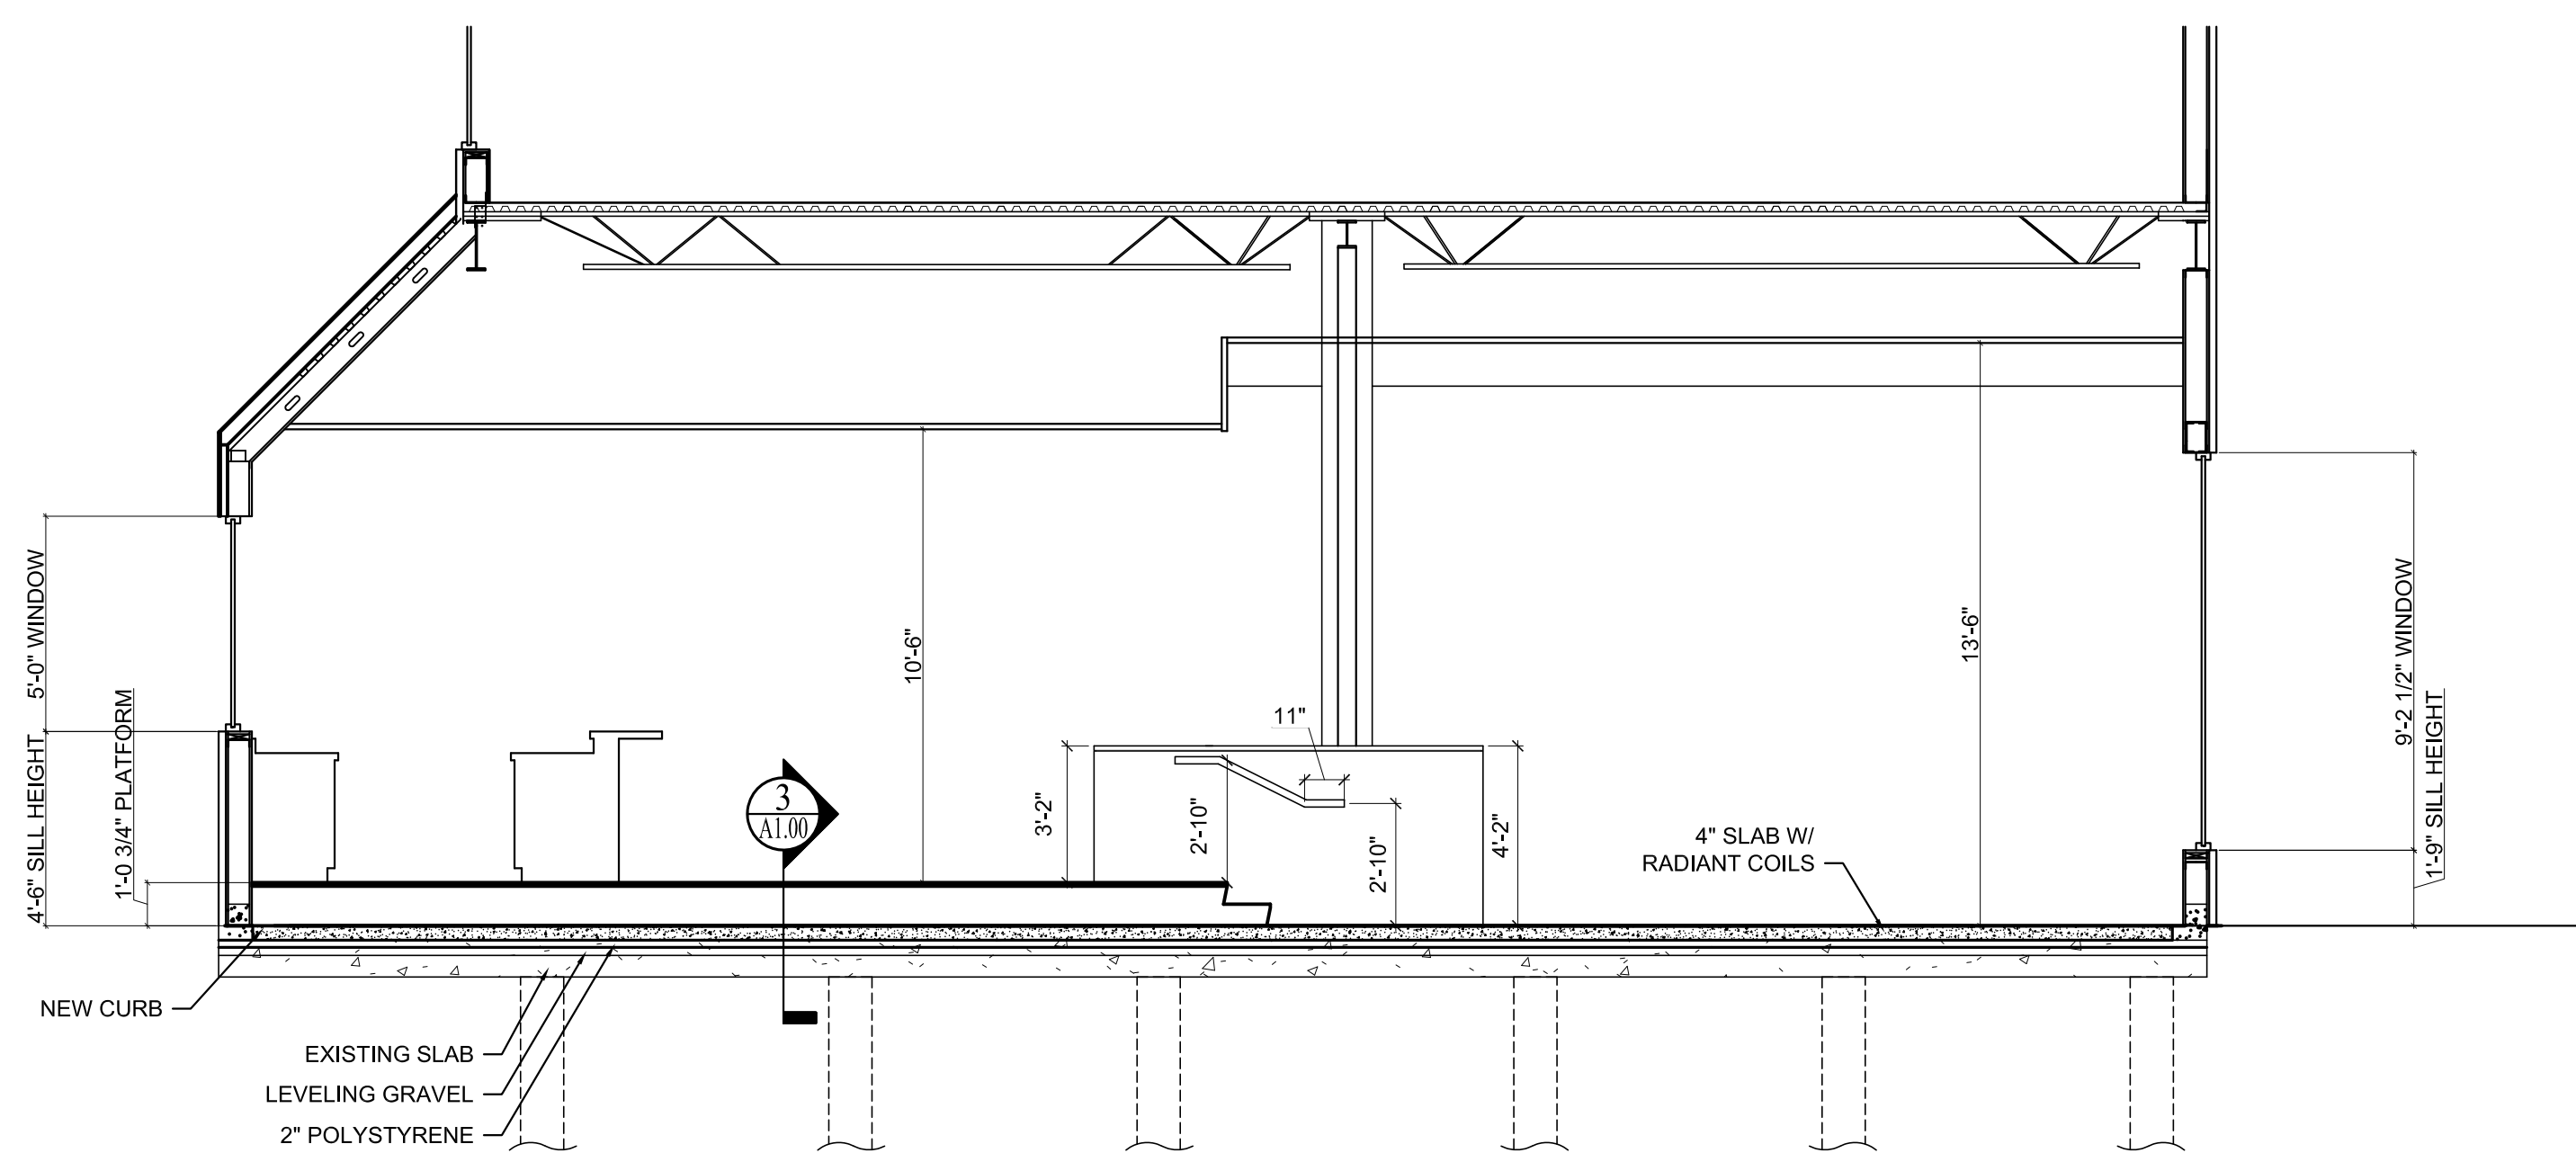 5'-0" WINDOW
4'-6" SILL HEIGHT
1'-0 3/4" PLATFORM
10'-6"
13'-6"
9'-2 1/2" WINDOW
1'-9" SILL HEIGHT
11"
3'-2"
2'-10"
2'-10"
4'-2"
3
A1.00
4" SLAB W/
RADIANT COILS
NEW CURB
EXISTING SLAB
LEVELING GRAVEL
2" POLYSTYRENE